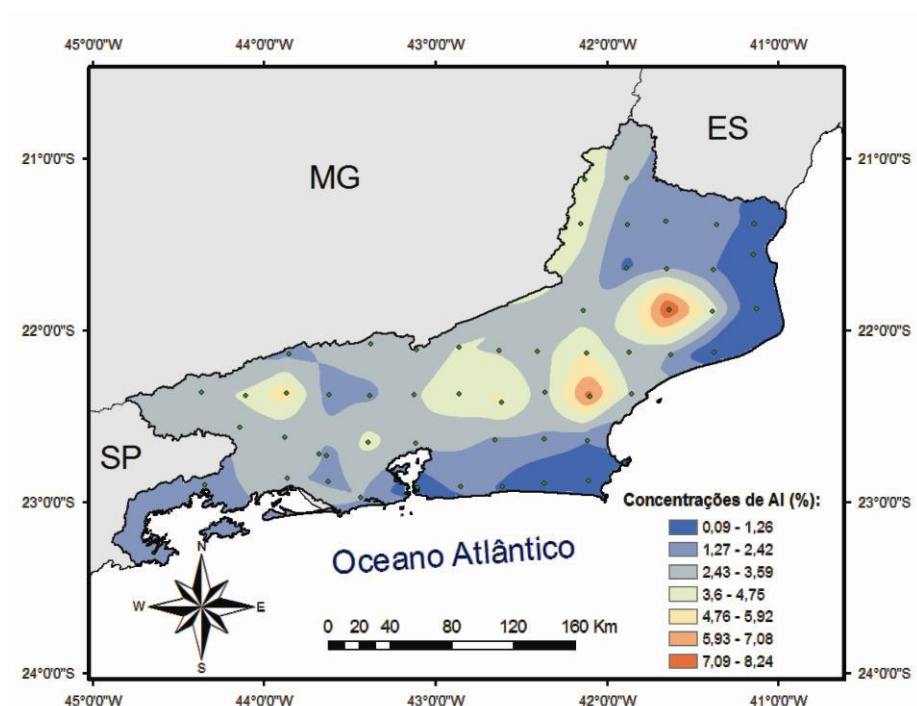 45°0'0"W 44°0'0"W 43°0'0"W 42°0'0"W 41°0'0"W
ES
21°0'0"S 21°0'0"S
MG
22°0'0"S 22°0'0"S
SP
23°0'0"S 23°0'0"S
Concentrações de Al (%):
0,09 - 1,26
1,27 - 2,42
2,43 - 3,59
3,6 - 4,75
4,76 - 5,92
5,93 - 7,08
7,09 - 8,24
Oceano Atlântico
N
W E
S
0 20 40 80 120 160 Km
24°0'0"S 24°0'0"S
45°0'0"W 44°0'0"W 43°0'0"W 42°0'0"W 41°0'0"W